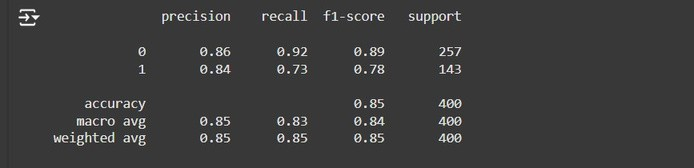 precision recall f1-score support
0 0.86 0.92 0.89 257
1 0.84 0.73 0.78 143
accuracy 0.85 400
macro avg 0.85 0.83 0.84 400
weighted avg 0.85 0.85 0.85 400